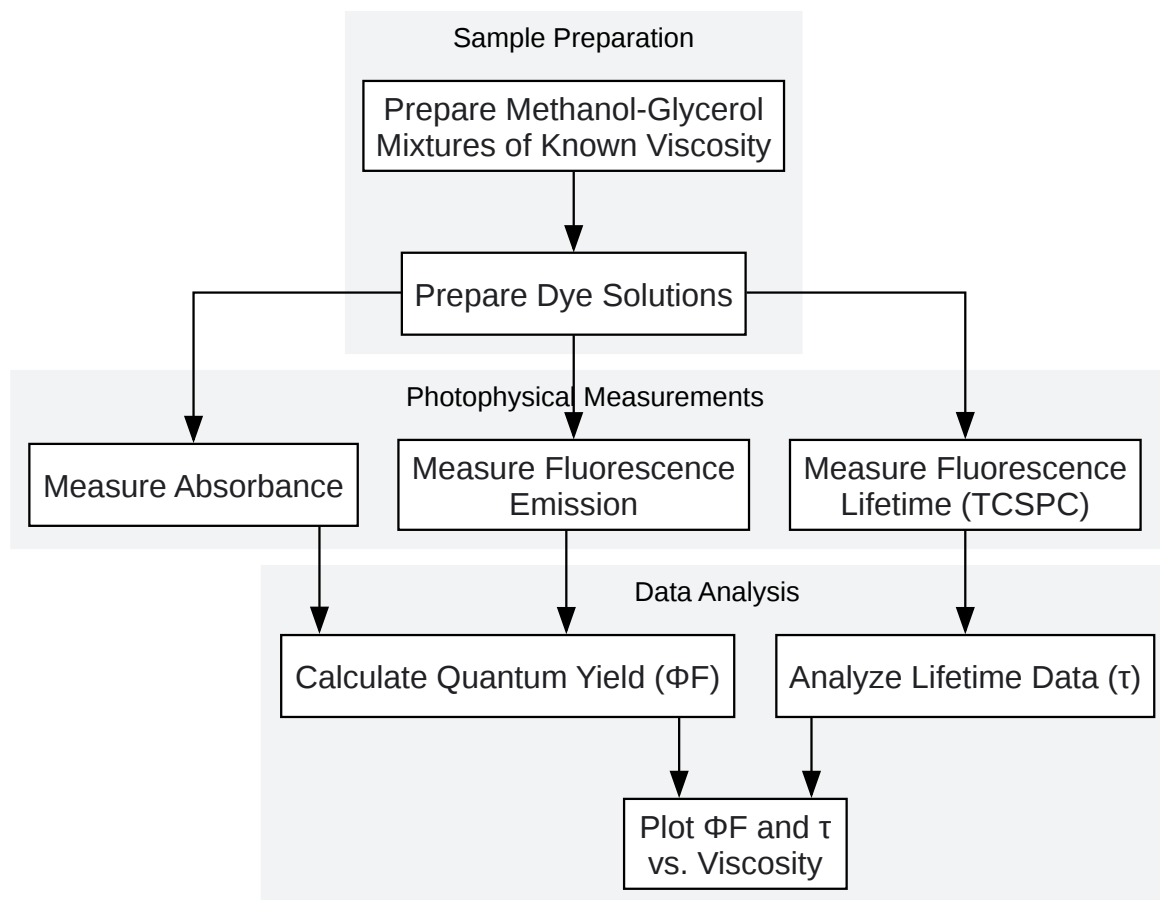 Sample Preparation
Prepare Methanol-Glycerol
Mixtures of Known Viscosity
Prepare Dye Solutions
Photophysical Measurements
Measure Absorbance
Measure Fluorescence
Emission
Measure Fluorescence
Lifetime (TCSPC)
Data Analysis
Calculate Quantum Yield (ΦF)
Analyze Lifetime Data (τ)
Plot ΦF and τ
vs. Viscosity